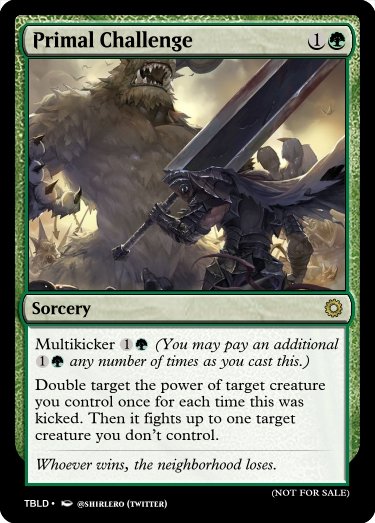 Primal Challenge 1
Sorcery
Multikicker 1 (You may pay an additional
1 any number of times as you cast this.)
Double target the power of target creature
you control once for each time this was
kicked. Then it fights up to one target
creature you don't control.
Whoever wins, the neighborhood loses.
(NOT FOR SALE)
TBLD • @SHIRLERO (TWITTER)